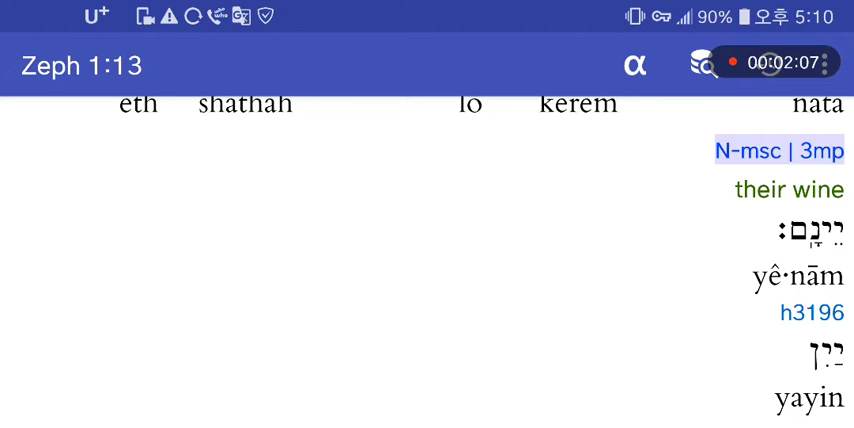 U+ 90% 오후 5:10
Zeph 1:13 α 00:02:07
eth shathah lo kerem nata
N-msc | 3mp
their wine
יֵינָֽם׃
yê·nām
h3196
יַיִן
yayin